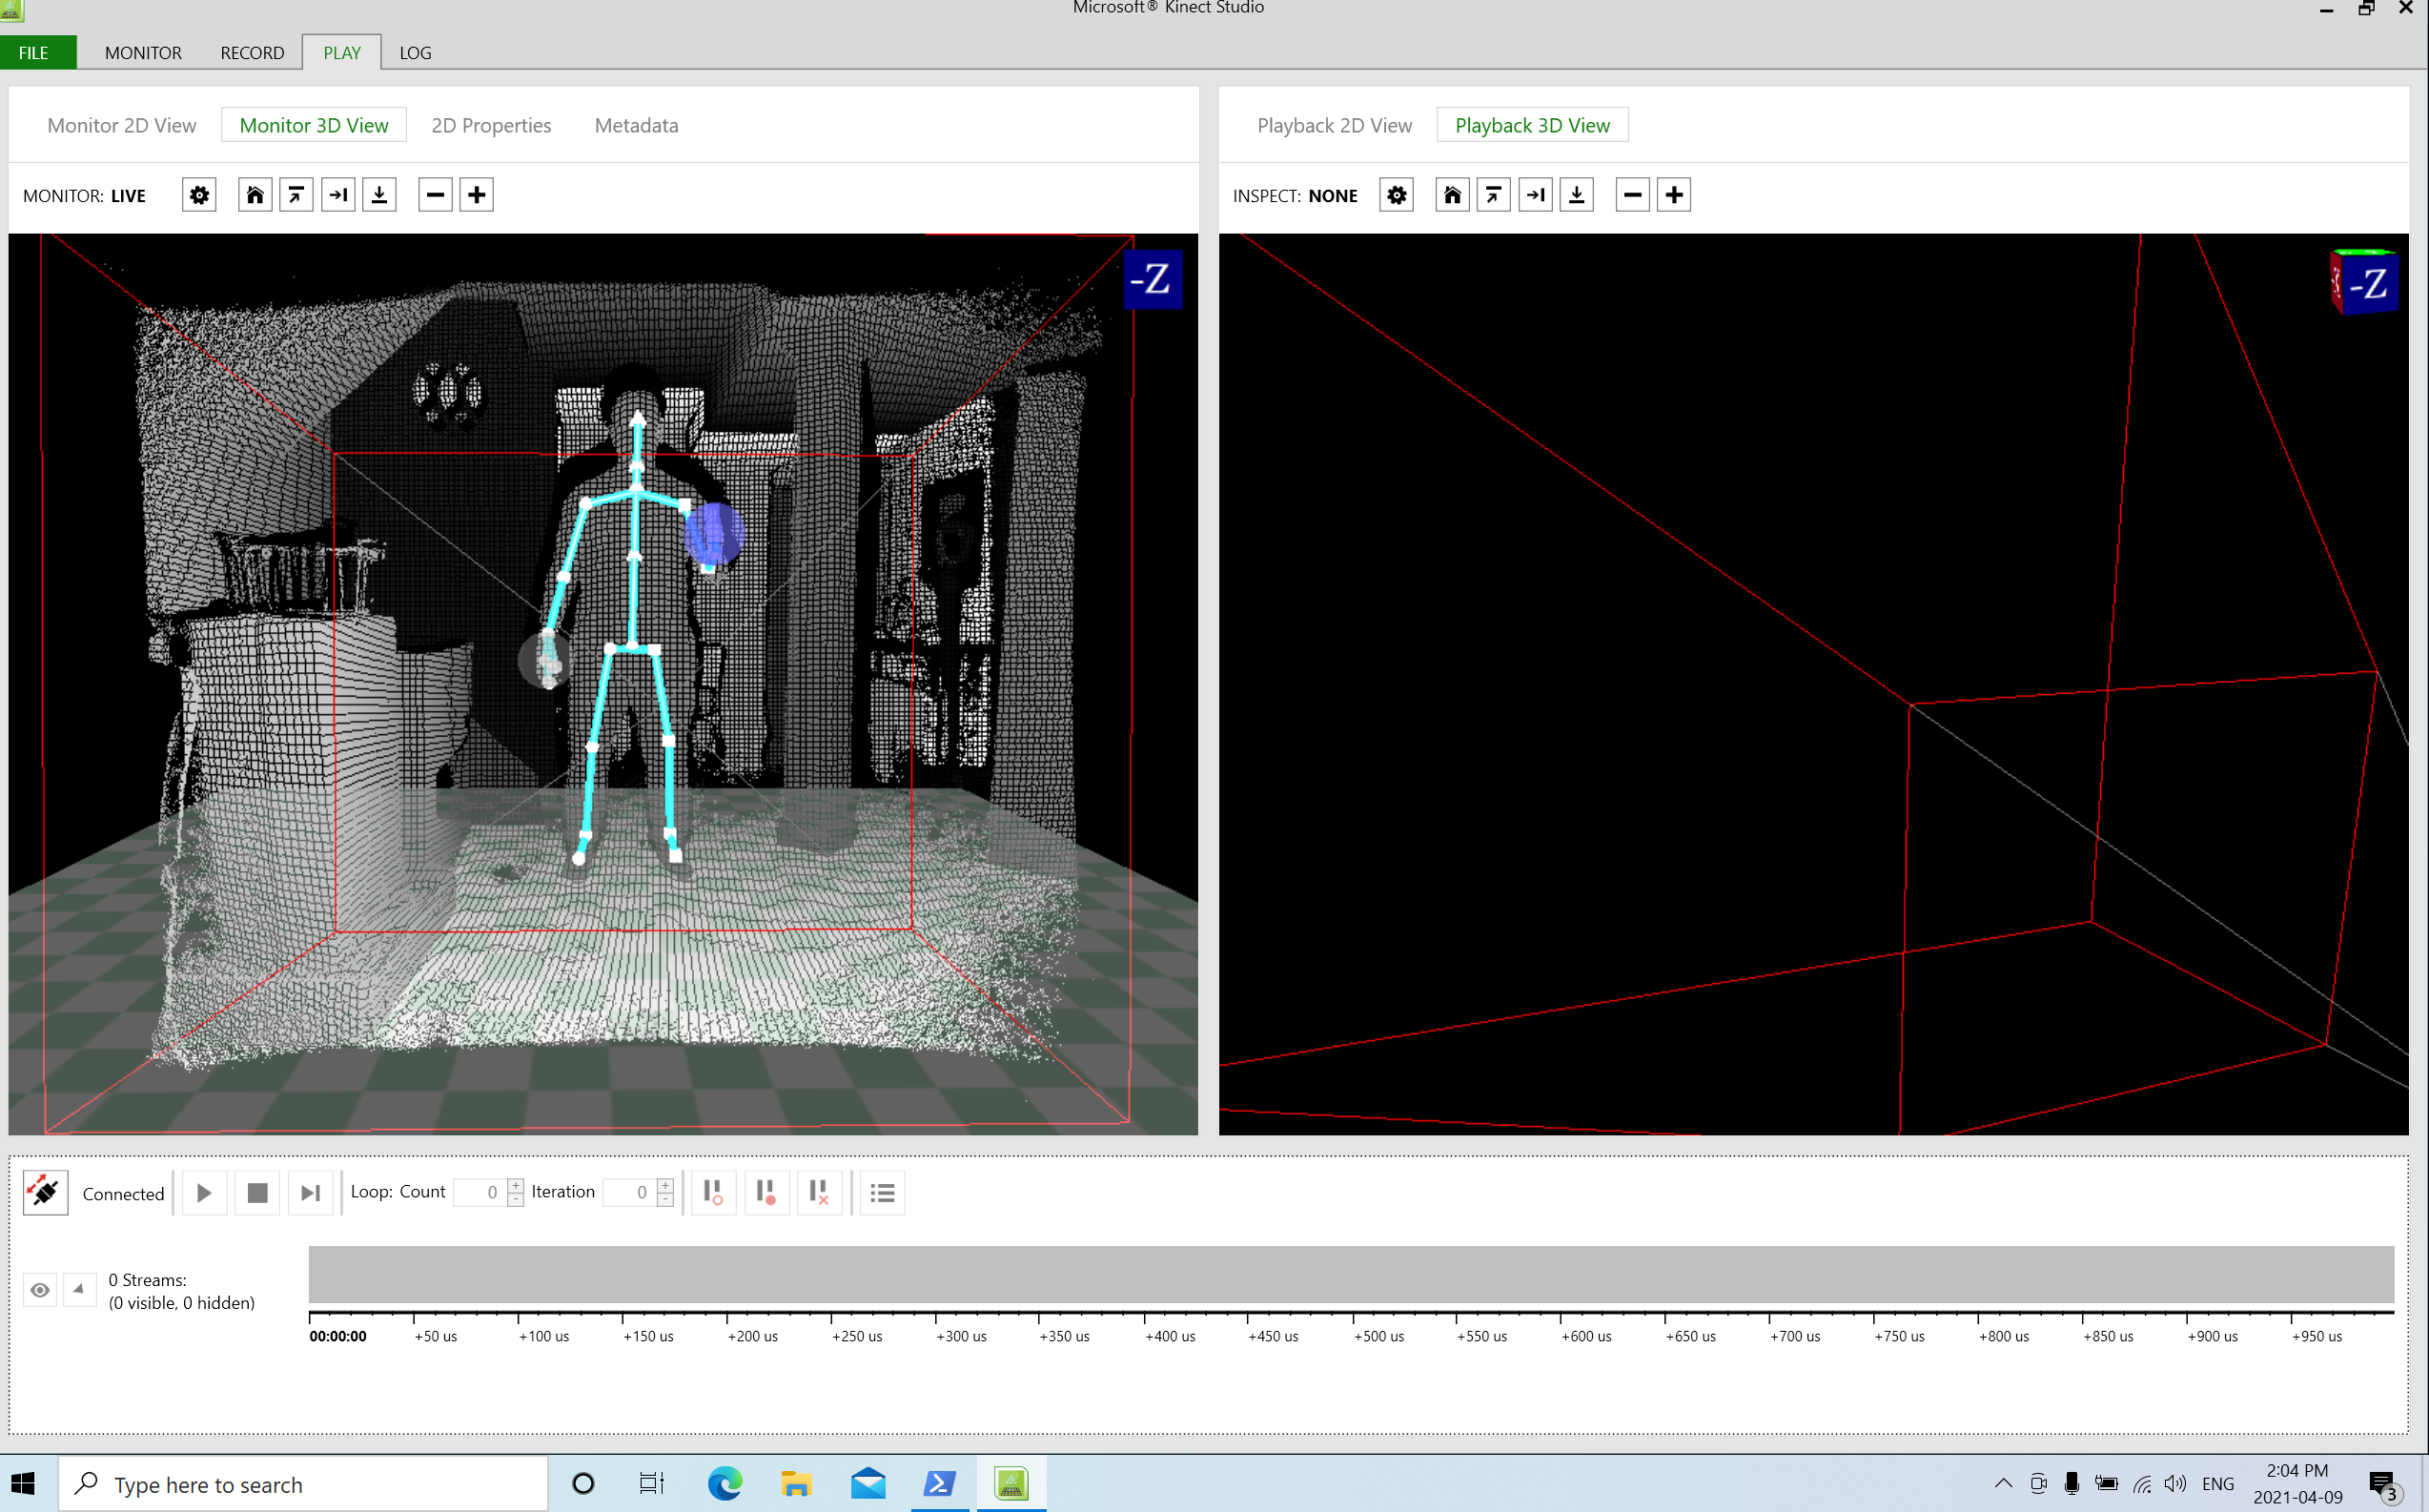 Microsoft® Kinect Studio
FILE MONITOR RECORD PLAY LOG
Monitor 2D View Monitor 3D View 2D Properties Metadata
MONITOR: LIVE
-Z
Playback 2D View Playback 3D View
INSPECT: NONE
-Z
Connected Loop: Count 0 + - Iteration 0 + -
0 Streams:
(0 visible, 0 hidden)
00:00:00 +50 us +100 us +150 us +200 us +250 us +300 us +350 us +400 us +450 us +500 us +550 us +600 us +650 us +700 us +750 us +800 us +850 us +900 us +950 us
Type here to search
ENG
2:04 PM
2021-04-09
3